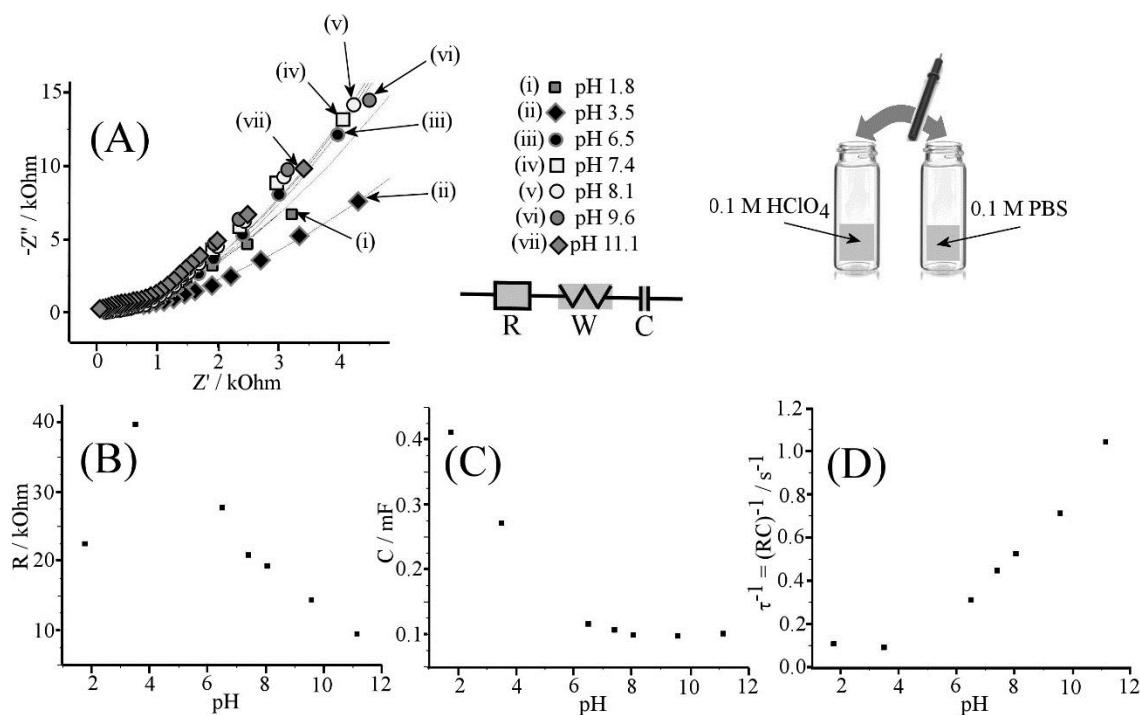 (A)
-Z" / kOhm
15
10
5
0
0 1 2 3 4
Z' / kOhm
(v)
(vi)
(iv)
(iii)
(vii)
(ii)
(i)
(i) pH 1.8
(ii) pH 3.5
(iii) pH 6.5
(iv) pH 7.4
(v) pH 8.1
(vi) pH 9.6
(vii) pH 11.1
R W C
0.1 M HClO₄
0.1 M PBS
(B)
R / kOhm
40
30
20
10
2 4 6 8 10 12
pH
(C)
C / mF
0.4
0.3
0.2
0.1
2 4 6 8 10 12
pH
(D)
τ⁻¹ = (RC)⁻¹ / s⁻¹
1.2
1.0
0.8
0.6
0.4
0.2
0.0
2 4 6 8 10 12
pH